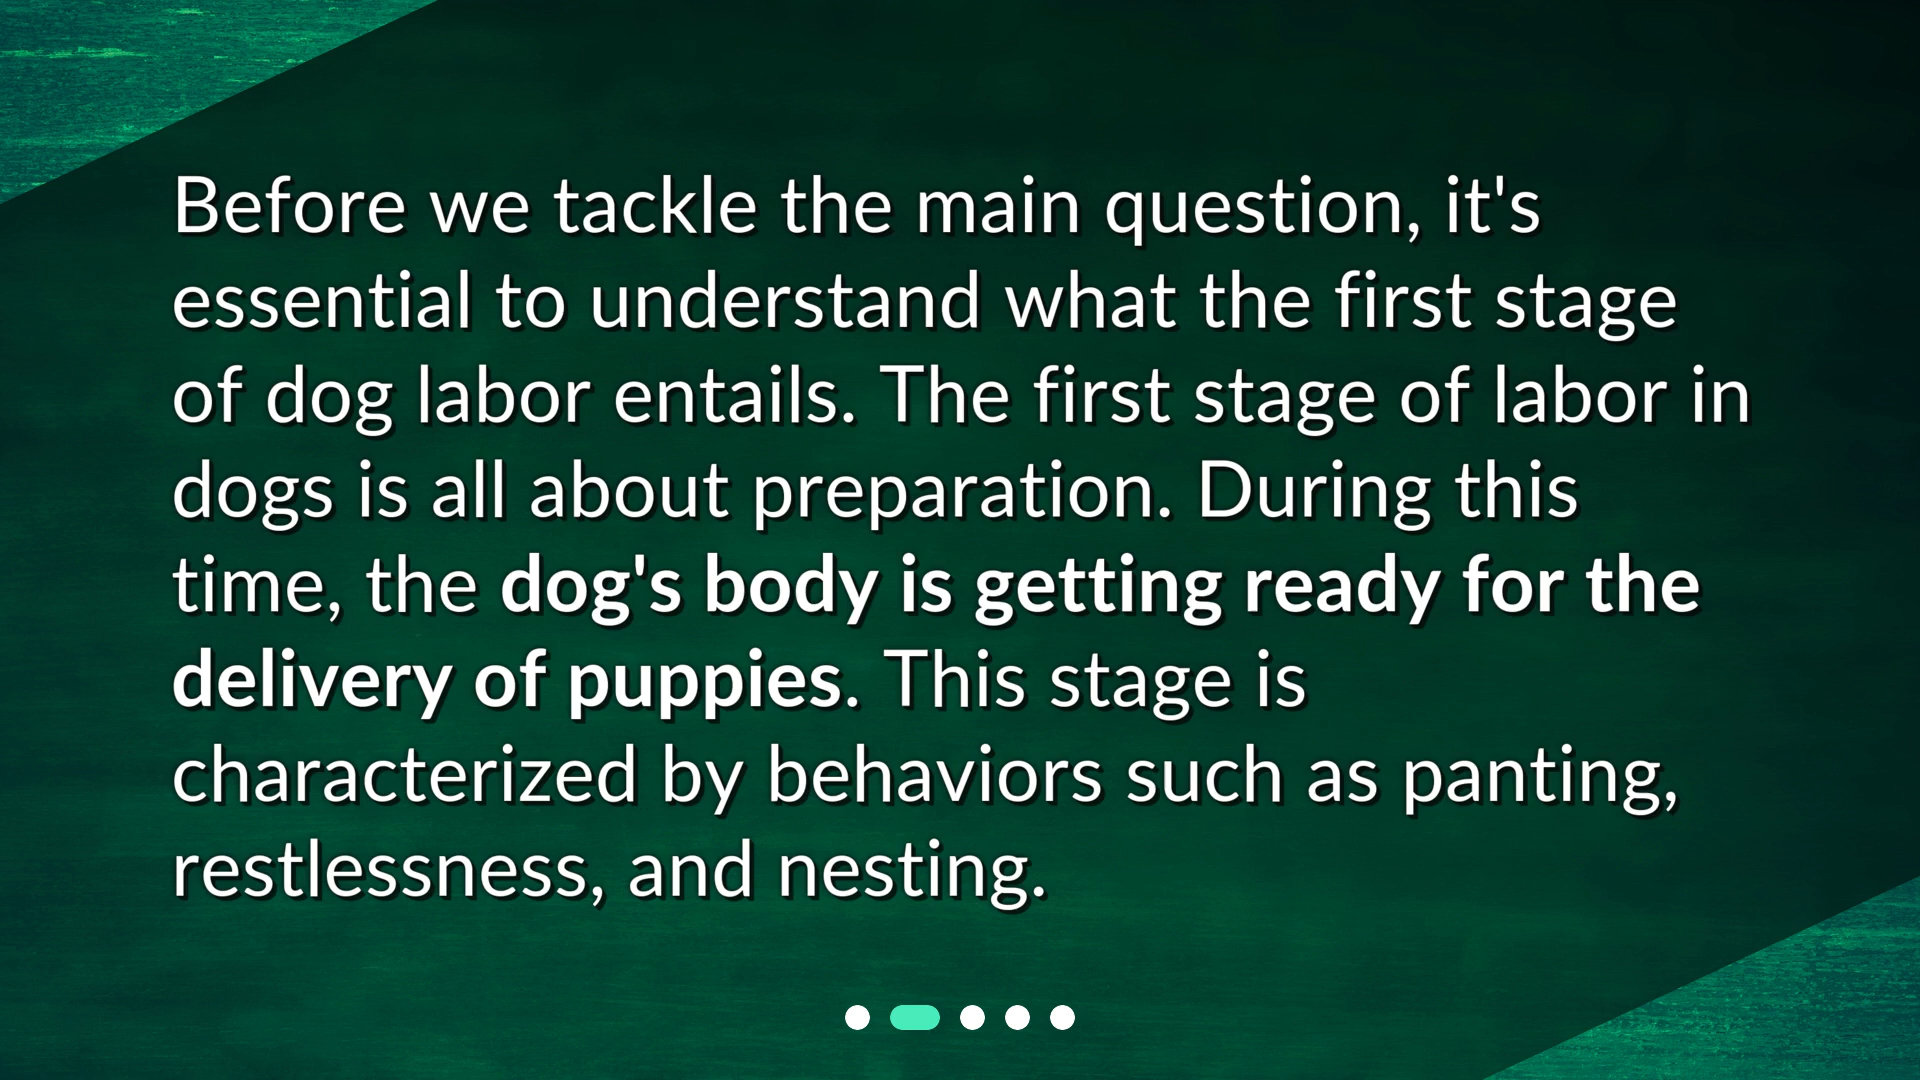 Before we tackle the main question, it's
essential to understand what the first stage
of dog labor entails. The first stage of labor in
dogs is all about preparation. During this
time, the dog's body is getting ready for the
delivery of puppies. This stage is
characterized by behaviors such as panting,
restlessness, and nesting.